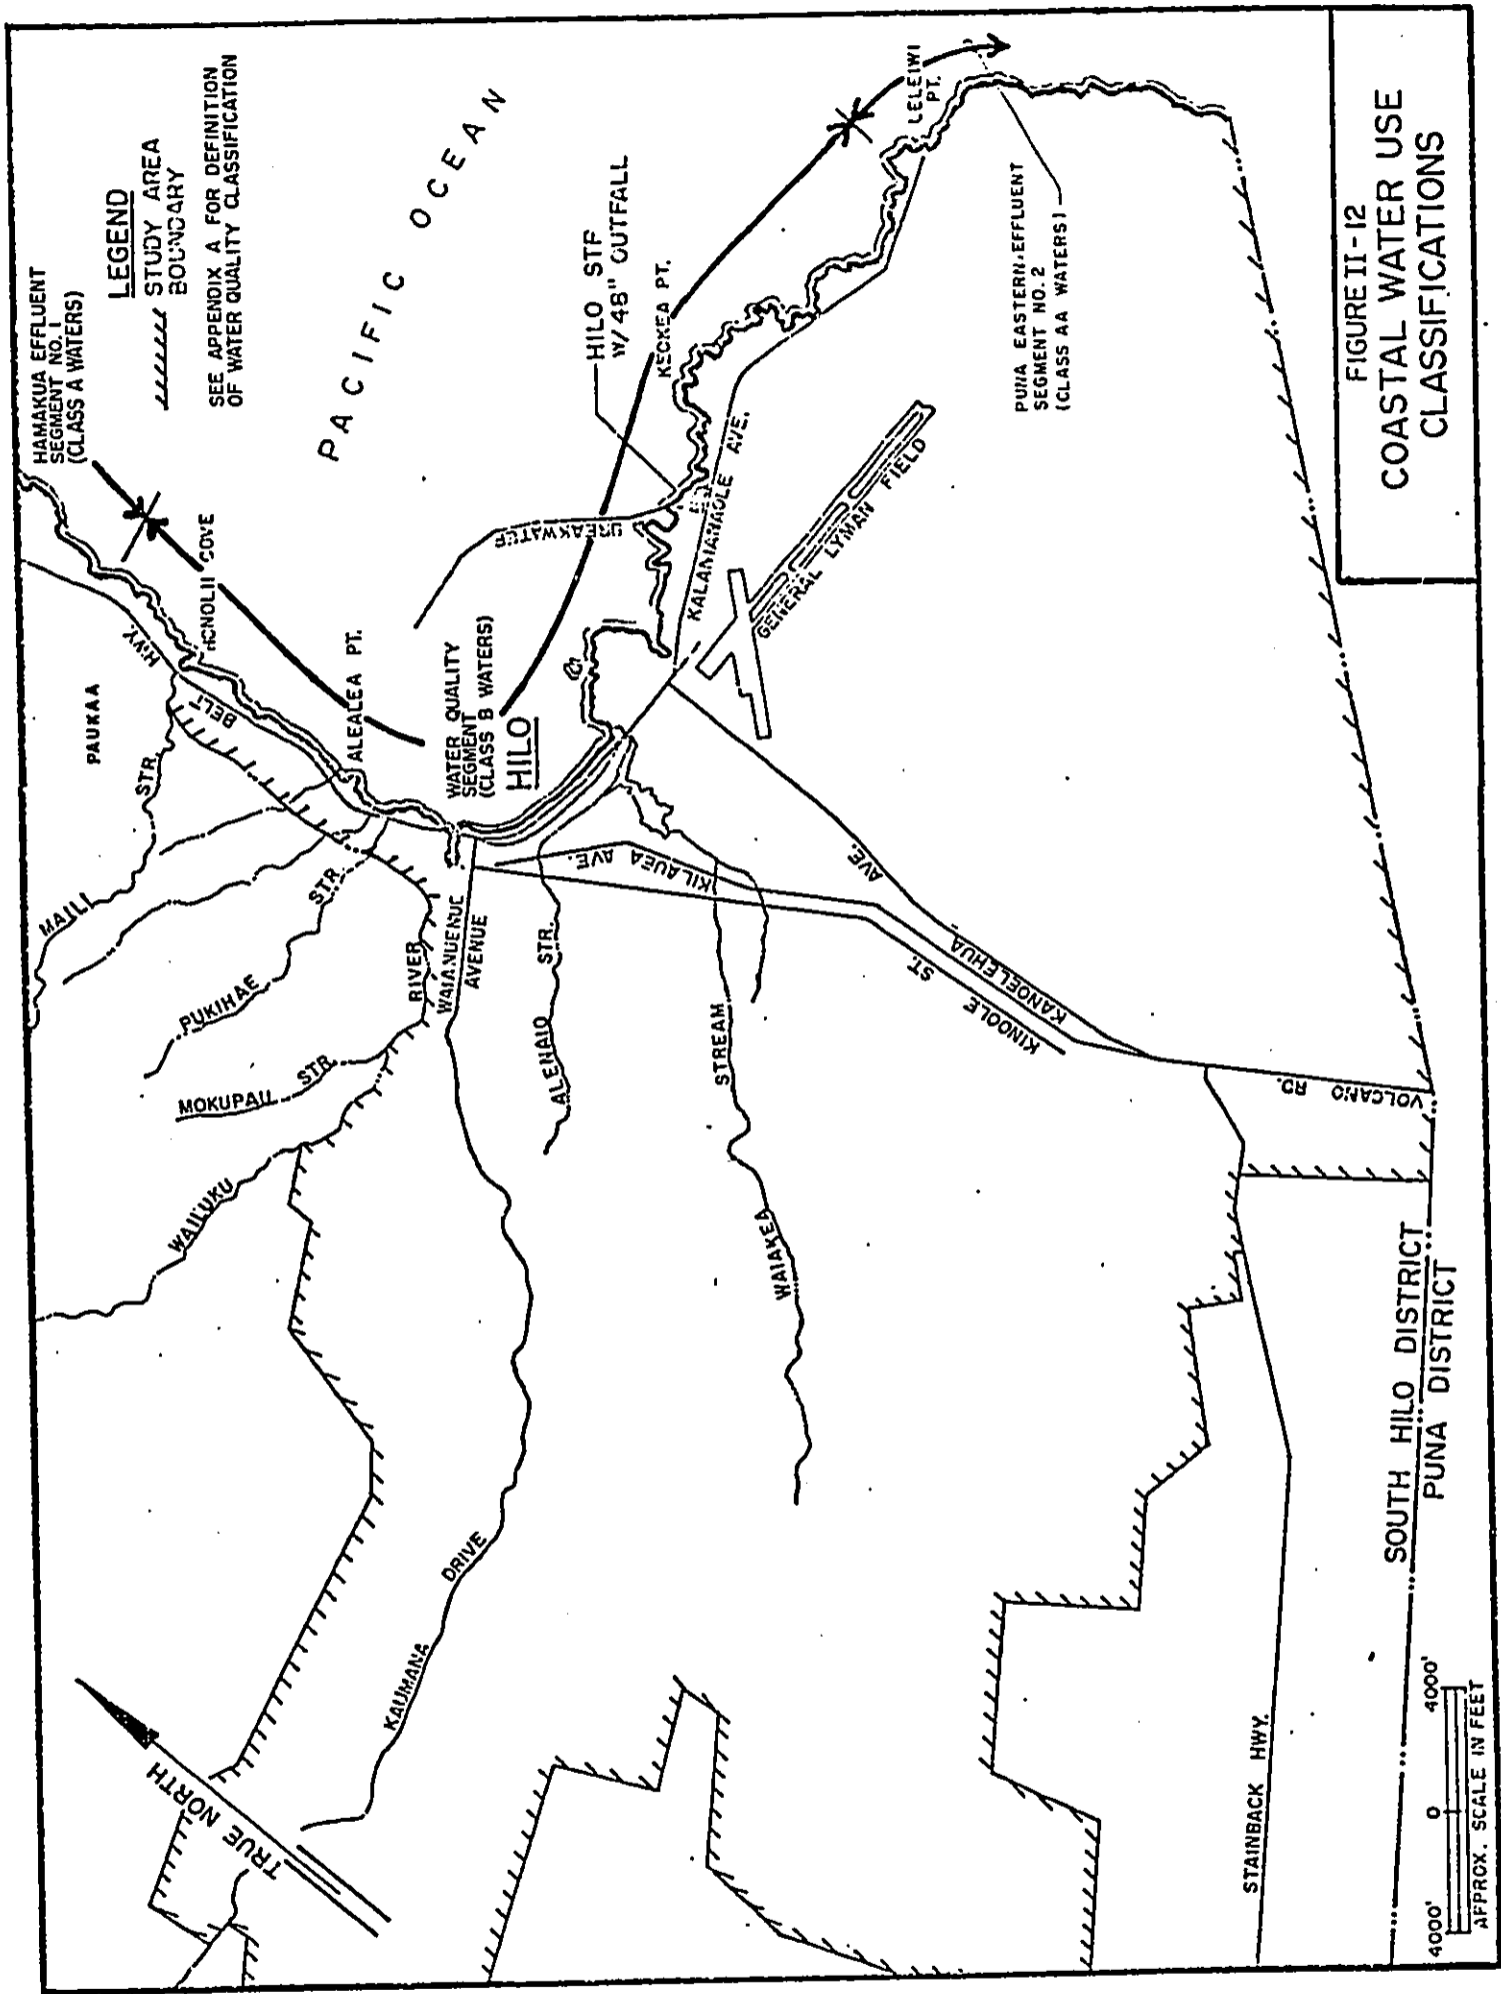 HAMAKUA EFFLUENT
SEGMENT NO. 1
(CLASS A WATERS)
LEGEND
STUDY AREA
BOUNDARY
SEE APPENDIX A FOR DEFINITION
OF WATER QUALITY CLASSIFICATION
PACIFIC OCEAN
PAUKAA
HWY.
BELT
HONOLII COVE
ALEALEA PT.
MAILI
STR.
PUKIHAE
STR.
MOKUPAU
STR.
WAILUKU
RIVER
WAIANUENUE
AVENUE
WATER QUALITY
SEGMENT
(CLASS B WATERS)
HILO
BREAKWATER
HILO STP
W/ 48" OUTFALL
KEOKEA PT.
LELEIWI
PT.
KALANIANAOLE AVE.
GENERAL LYMAN FIELD
PUNA EASTERN EFFLUENT
SEGMENT NO. 2
(CLASS AA WATERS)
ALENAIO
STR.
KILAUEA AVE.
WAIAKEA
STREAM
KANOELEHUA
AVE.
KINOOLE
ST.
VOLCANO RD.
KAUMANA
DRIVE
STAINBACK HWY.
SOUTH HILO DISTRICT
PUNA DISTRICT
TRUE NORTH
4000' 0 4000'
APPROX. SCALE IN FEET
FIGURE II-12
COASTAL WATER USE
CLASSIFICATIONS